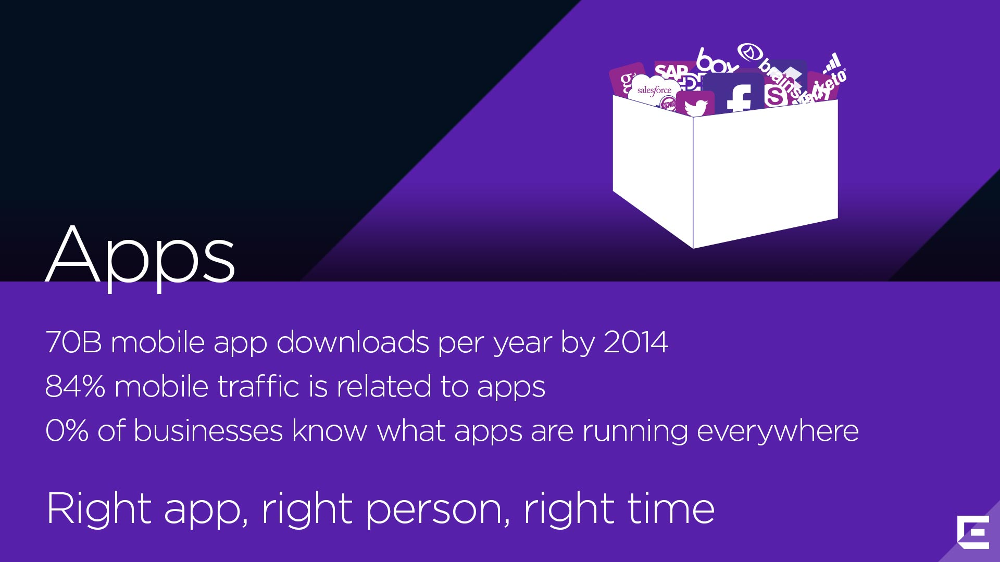 g+
SAP
box
brains
salesforce
S
f
Apps
70B mobile app downloads per year by 2014
84% mobile traffic is related to apps
0% of businesses know what apps are running everywhere
Right app, right person, right time
E